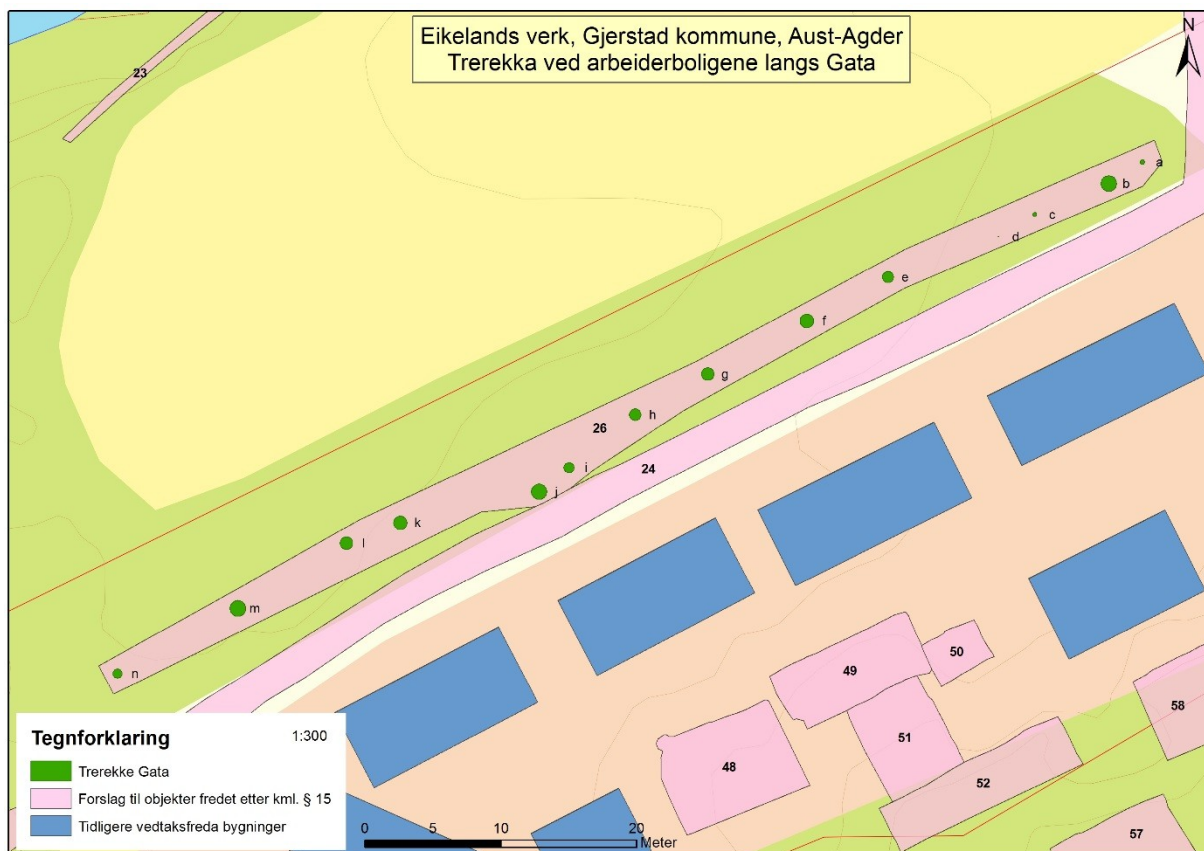 Eikelands verk, Gjerstad kommune, Aust-Agder
Trerekka ved arbeiderboligene langs Gata
N
23
a
b
c
d
e
f
g
h
26
24
i
j
k
l
m
n
50
49
58
51
48
52
57
Tegnforklaring 1:300
Trerekke Gata
Forslag til objekter fredet etter kml. § 15
Tidligere vedtaksfreda bygninger
0 5 10 20
Meter